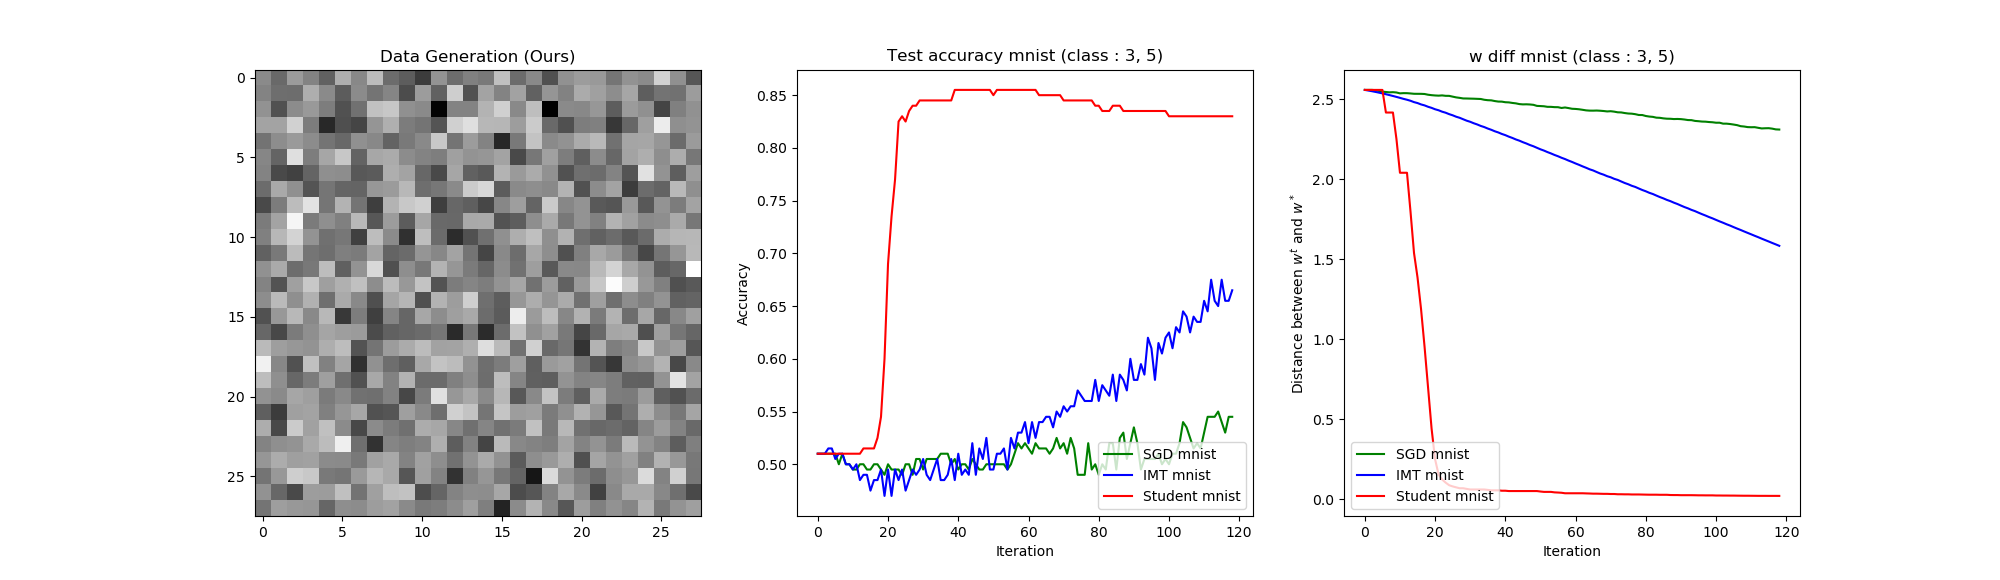 Data Generation (Ours)
0
5
10
15
20
25
0 5 10 15 20 25
Test accuracy mnist (class : 3, 5)
Accuracy
0.85
0.80
0.75
0.70
0.65
0.60
0.55
0.50
SGD mnist
IMT mnist
Student mnist
0 20 40 60 80 100 120
Iteration
w diff mnist (class : 3, 5)
Distance between w^t and w^*
2.5
2.0
1.5
1.0
0.5
0.0
SGD mnist
IMT mnist
Student mnist
0 20 40 60 80 100 120
Iteration